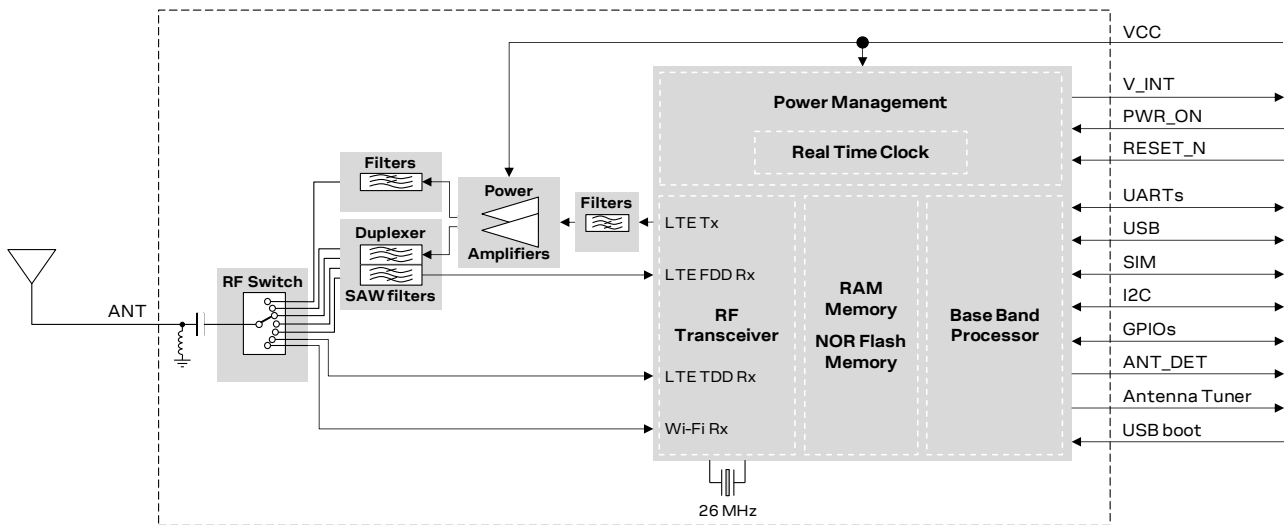 VCC
V_INT
Power Management
PWR_ON
Real Time Clock
RESET_N
Filters
Power
Filters
UARTs
LTE Tx
Duplexer
USB
Amplifiers
LTE FDD Rx
SIM
RF Switch
SAW filters
RAM
Memory
I2C
ANT
RF
Transceiver
Base Band
Processor
GPIOs
NOR Flash
Memory
ANT_DET
LTE TDD Rx
Antenna Tuner
Wi-Fi Rx
USB boot
26 MHz